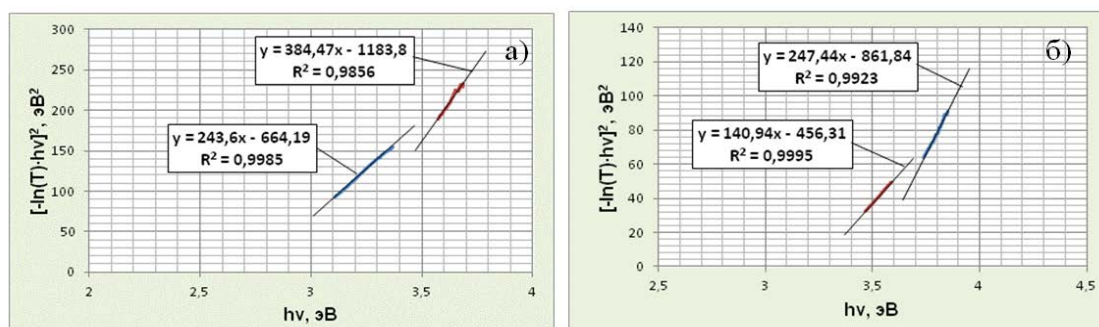 [-ln(T)·hν]², эВ²
300
250
200
150
100
50
0
2
2,5
3
3,5
4
hν, эВ
y = 384,47x - 1183,8
R² = 0,9856
y = 243,6x - 664,19
R² = 0,9985
а)
[-ln(T)·hν]², эВ²
140
120
100
80
60
40
20
0
2,5
3
3,5
4
4,5
hν, эВ
y = 247,44x - 861,84
R² = 0,9923
y = 140,94x - 456,31
R² = 0,9995
б)